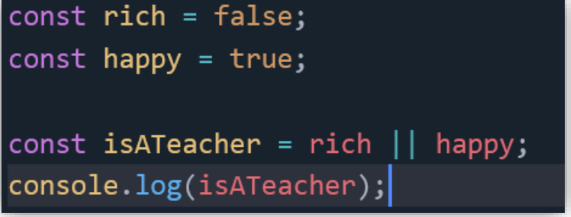 const rich = false;
const happy = true;
const isATeacher = rich || happy;
console.log(isATeacher);